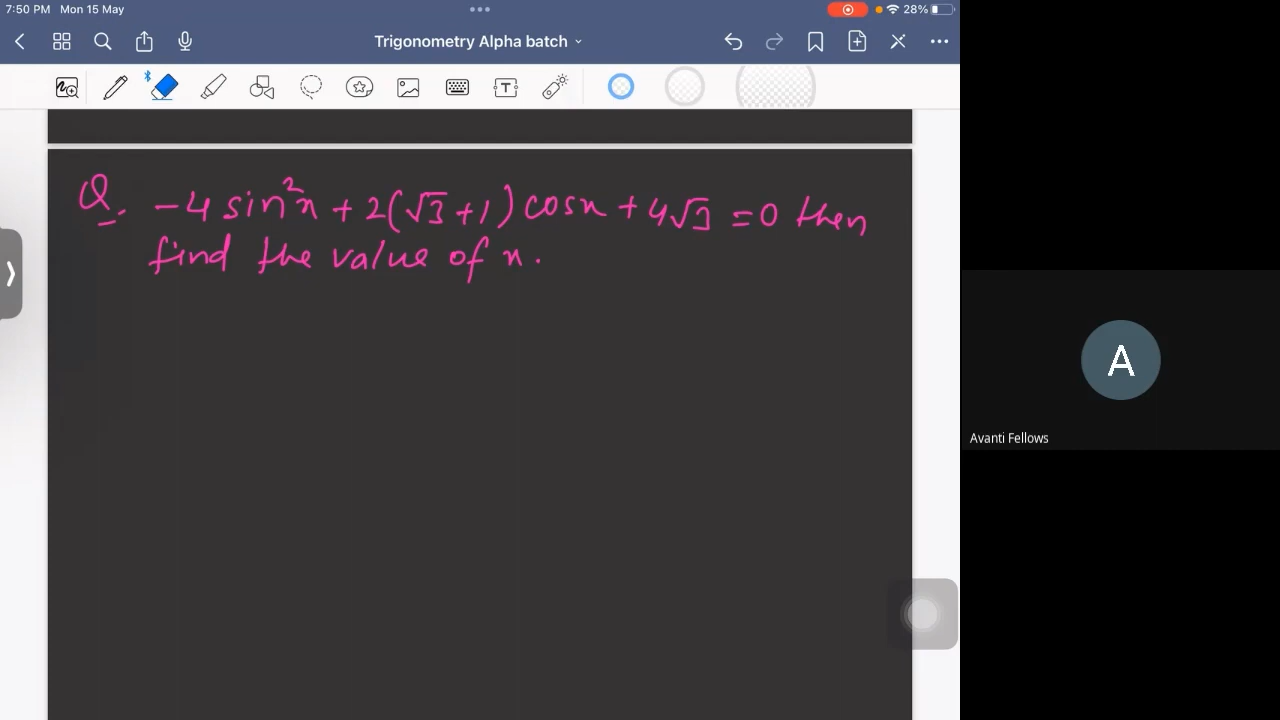 7:50 PM Mon 15 May
28%
Trigonometry Alpha batch
T
Q. -4 sin²x + 2(√3+1) cosx + 4√3 = 0 then
find the value of x.
A
Avanti Fellows